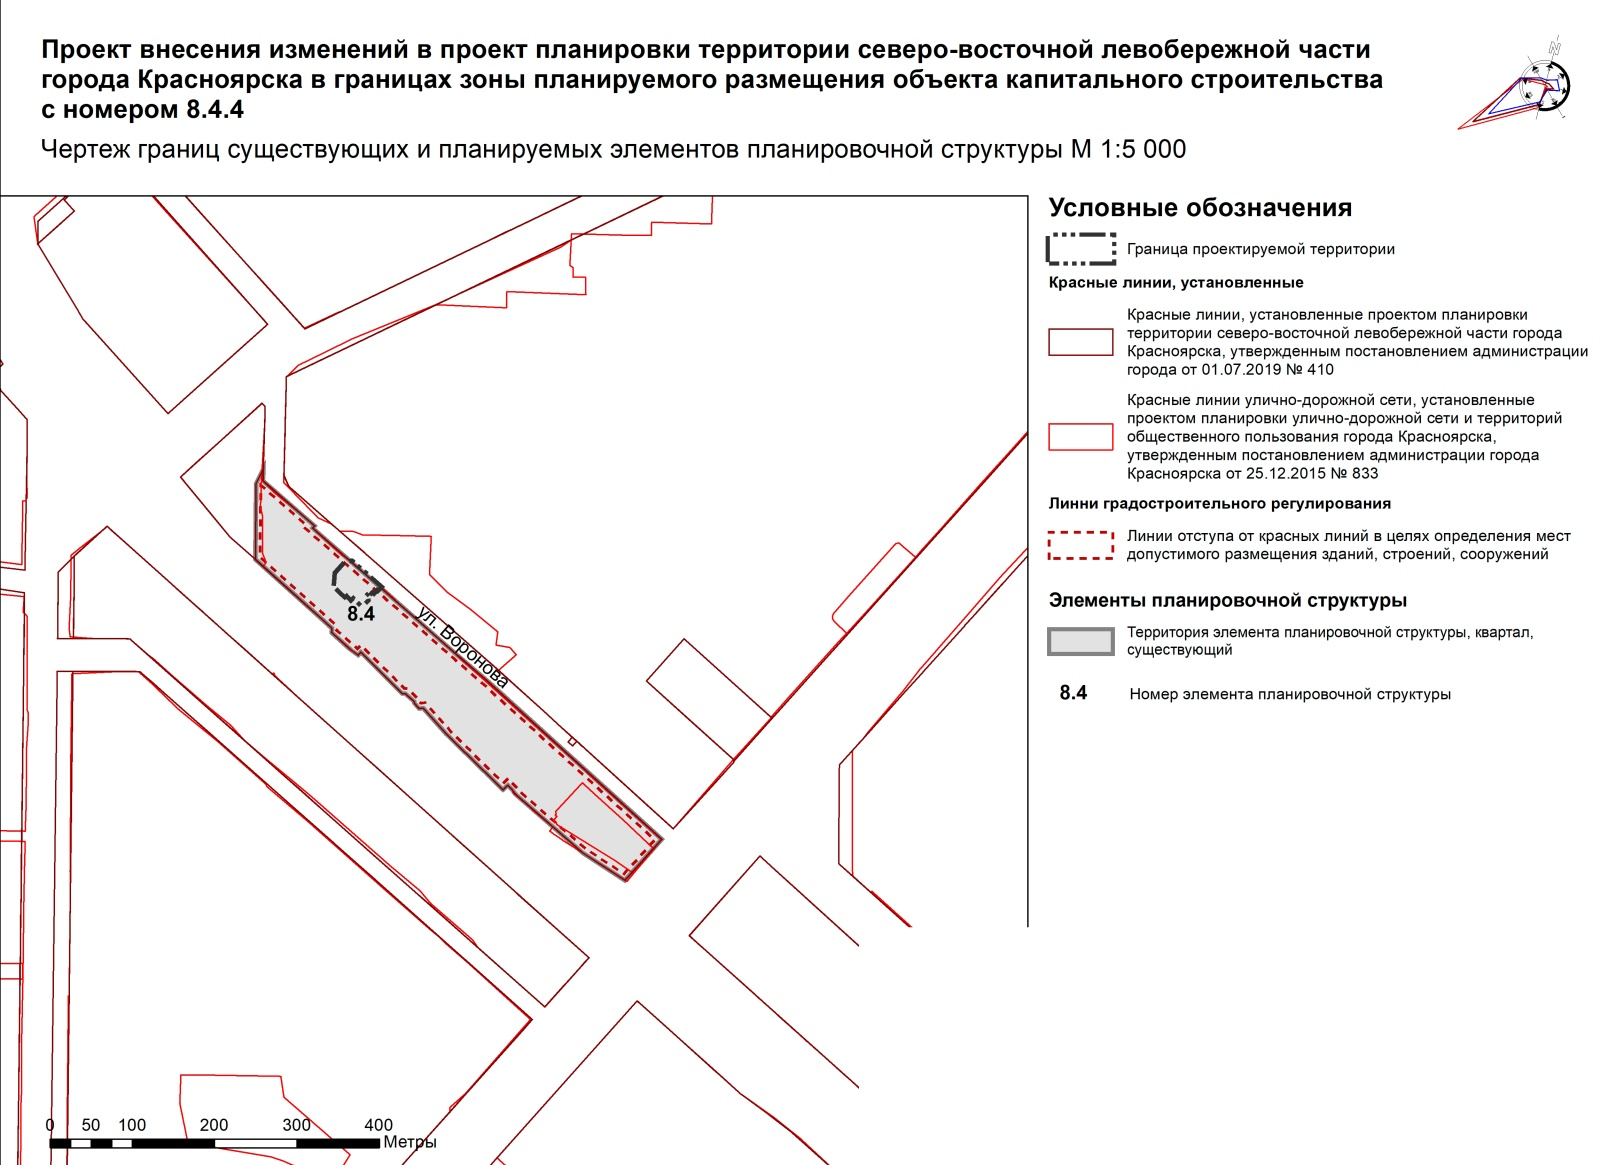 Проект внесения изменений в проект планировки территории северо-восточной левобережной части
города Красноярска в границах зоны планируемого размещения объекта капитального строительства
с номером 8.4.4
Чертеж границ существующих и планируемых элементов планировочной структуры М 1:5 000
N
Условные обозначения
Граница проектируемой территории
Красные линии, установленные
Красные линии, установленные проектом планировки
территории северо-восточной левобережной части города
Красноярска, утвержденным постановлением администрации
города от 01.07.2019 № 410
Красные линии улично-дорожной сети, установленные
проектом планировки улично-дорожной сети и территорий
общественного пользования города Красноярска,
утвержденным постановлением администрации города
Красноярска от 25.12.2015 № 833
Линни градостроительного регулирования
Линии отступа от красных линий в целях определения мест
допустимого размещения зданий, строений, сооружений
Элементы планировочной структуры
Территория элемента планировочной структуры, квартал,
существующий
8.4 Номер элемента планировочной структуры
8.4
ул. Воронова
0 50 100 200 300 400
Метры